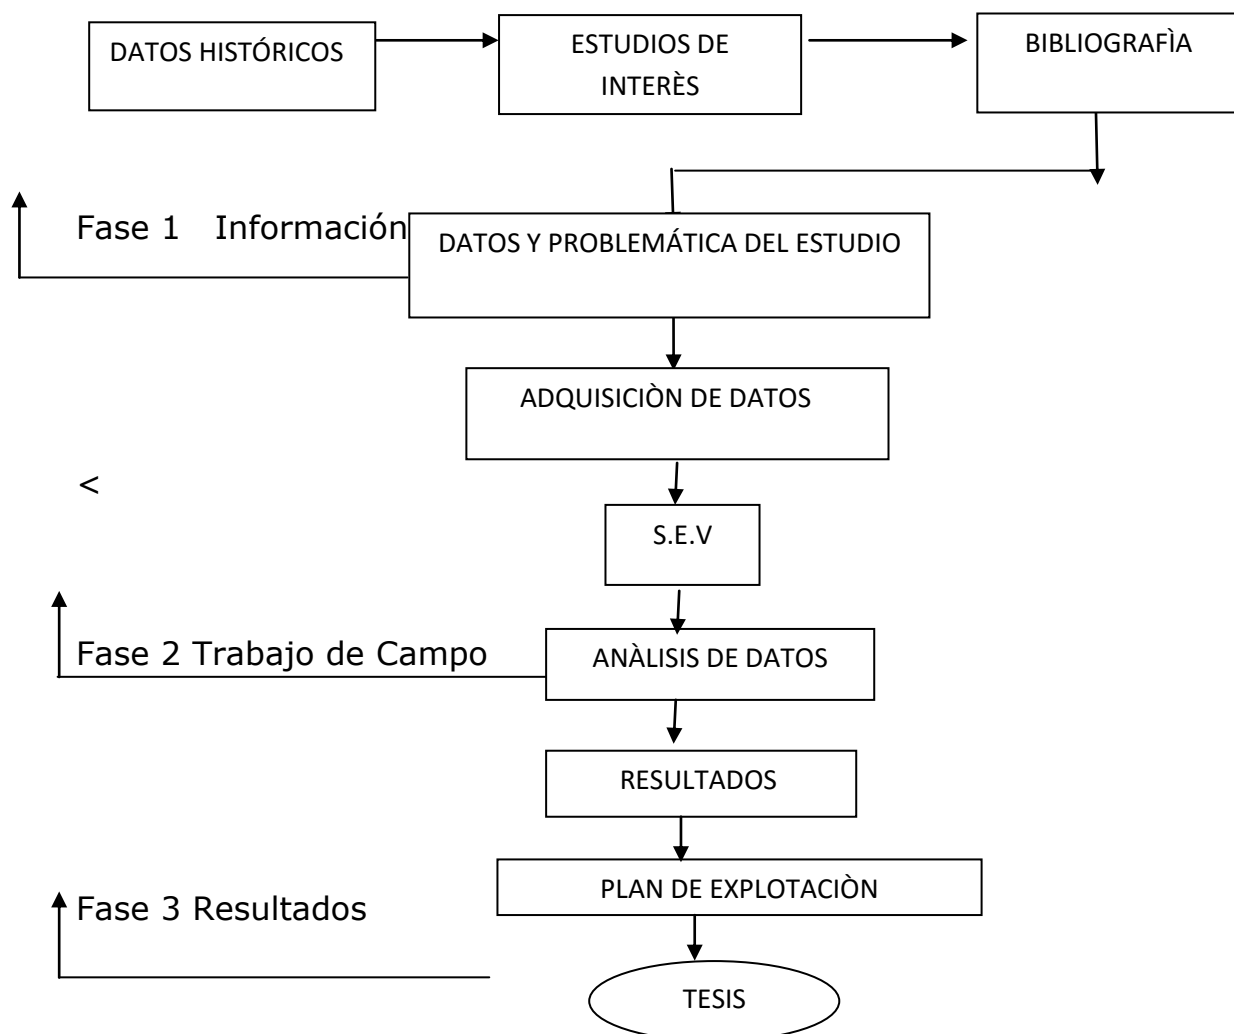 DATOS HISTÓRICOS
ESTUDIOS DE
INTERÈS
BIBLIOGRAFÌA
Fase 1 Información
DATOS Y PROBLEMÁTICA DEL ESTUDIO
ADQUISICIÒN DE DATOS
<
S.E.V
Fase 2 Trabajo de Campo
ANÀLISIS DE DATOS
RESULTADOS
PLAN DE EXPLOTACIÒN
Fase 3 Resultados
TESIS